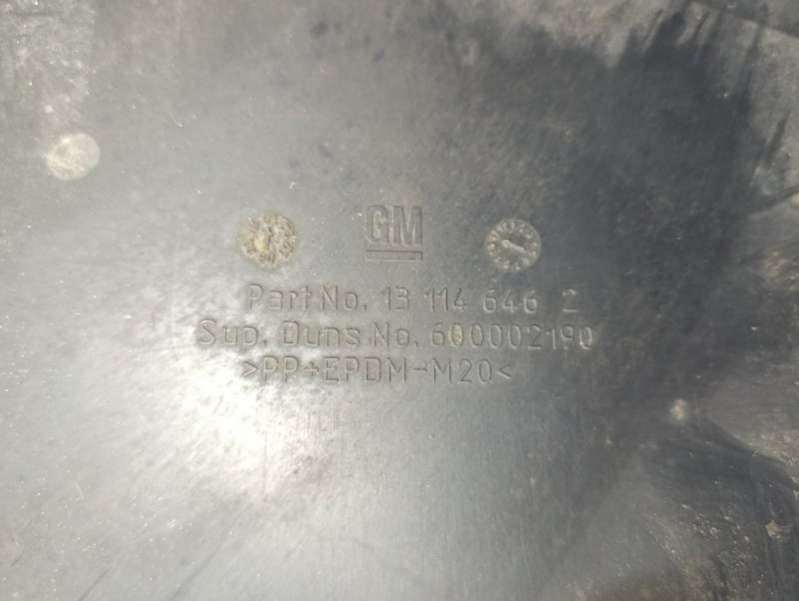 GM
Part No. 13 114 646 2
Sup. Duns No. 600002190
>PP+EPDM-M20<